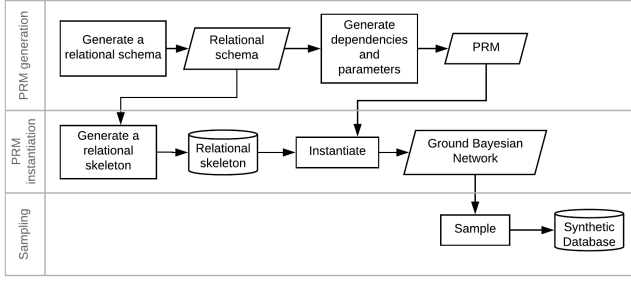 PRM generation
Generate a
relational schema
Relational
schema
Generate
dependencies
and
parameters
PRM
PRM
instantiation
Generate a
relational
skeleton
Relational
skeleton
Instantiate
Ground Bayesian
Network
Sampling
Sample
Synthetic
Database